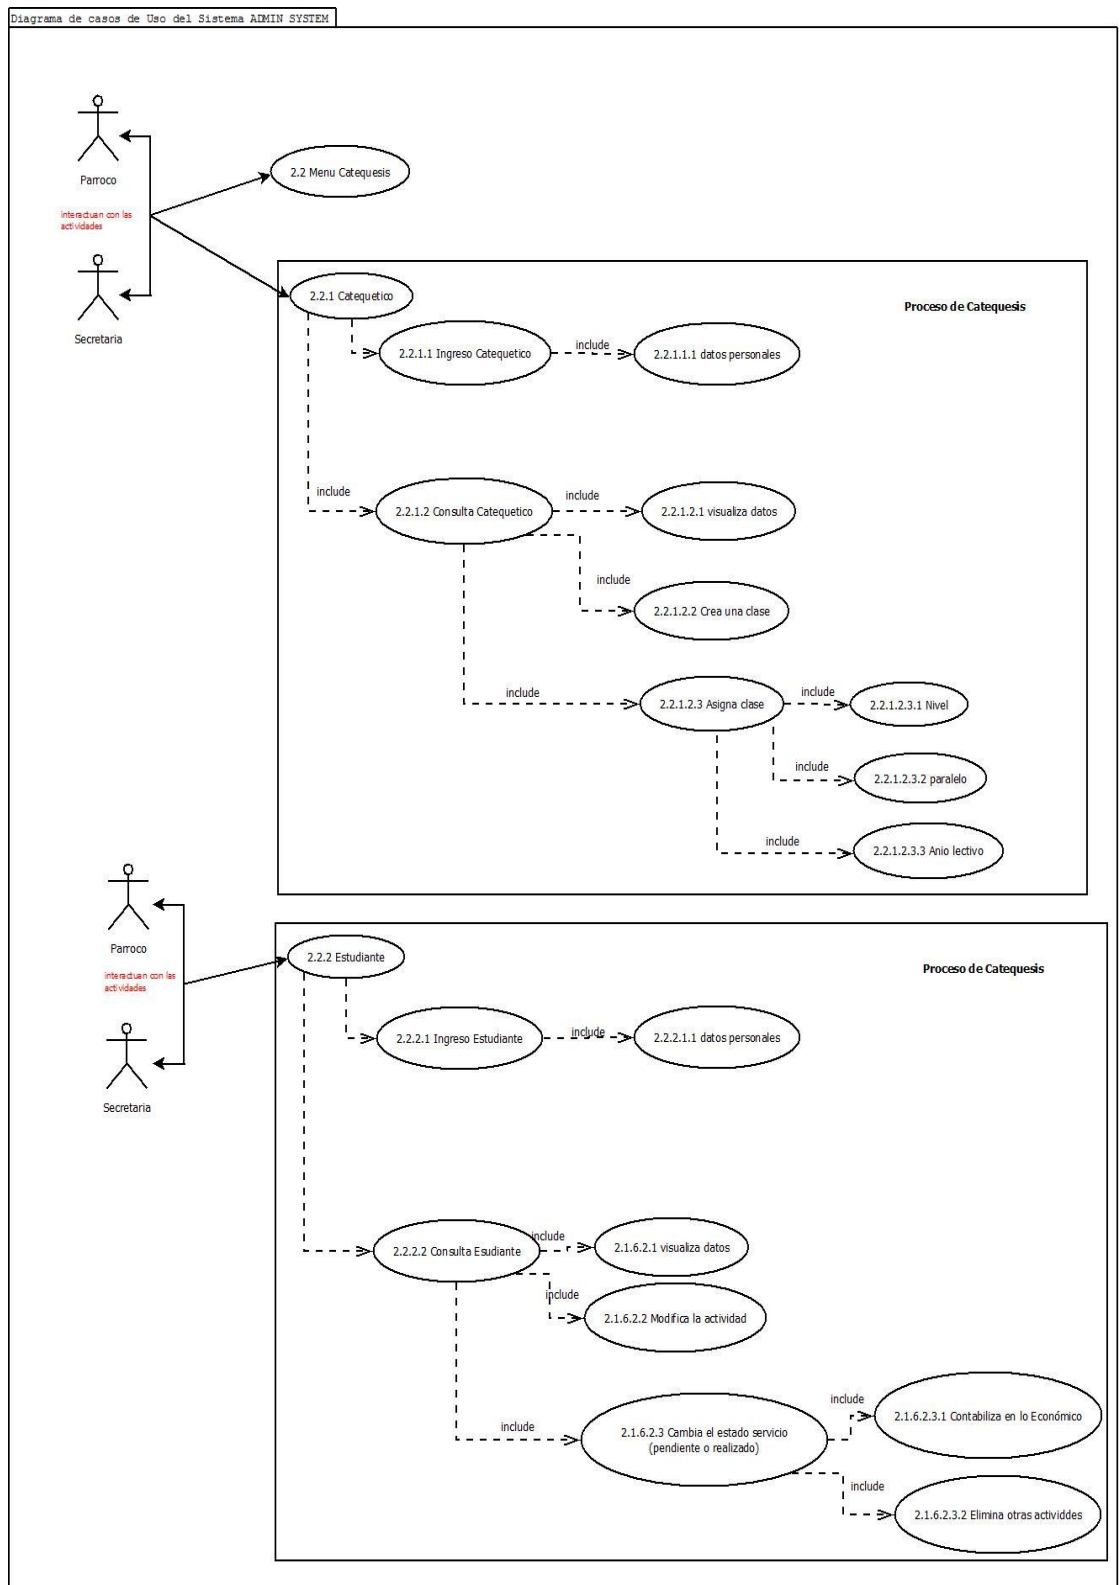 Diagrama de casos de Uso del Sistema ADMIN SYSTEM
Parroco
interactuan con las
actividades
Secretaria
2.2 Menu Catequesis
2.2.1 Catequetico
Proceso de Catequesis
2.2.1.1 Ingreso Catequetico
include
2.2.1.1.1 datos personales
include
2.2.1.2 Consulta Catequetico
include
2.2.1.2.1 visualiza datos
include
2.2.1.2.2 Crea una clase
include
2.2.1.2.3 Asigna clase
include
2.2.1.2.3.1 Nivel
include
2.2.1.2.3.2 paralelo
include
2.2.1.2.3.3 Anio lectivo
Parroco
interactuan con las
actividades
Secretaria
2.2.2 Estudiante
Proceso de Catequesis
2.2.2.1 Ingreso Estudiante
include
2.2.2.1.1 datos personales
2.2.2.2 Consulta Esudiante
include
2.1.6.2.1 visualiza datos
include
2.1.6.2.2 Modifica la actividad
include
2.1.6.2.3 Cambia el estado servicio
(pendiente o realizado)
include
2.1.6.2.3.1 Contabiliza en lo Económico
include
2.1.6.2.3.2 Elimina otras actividdes